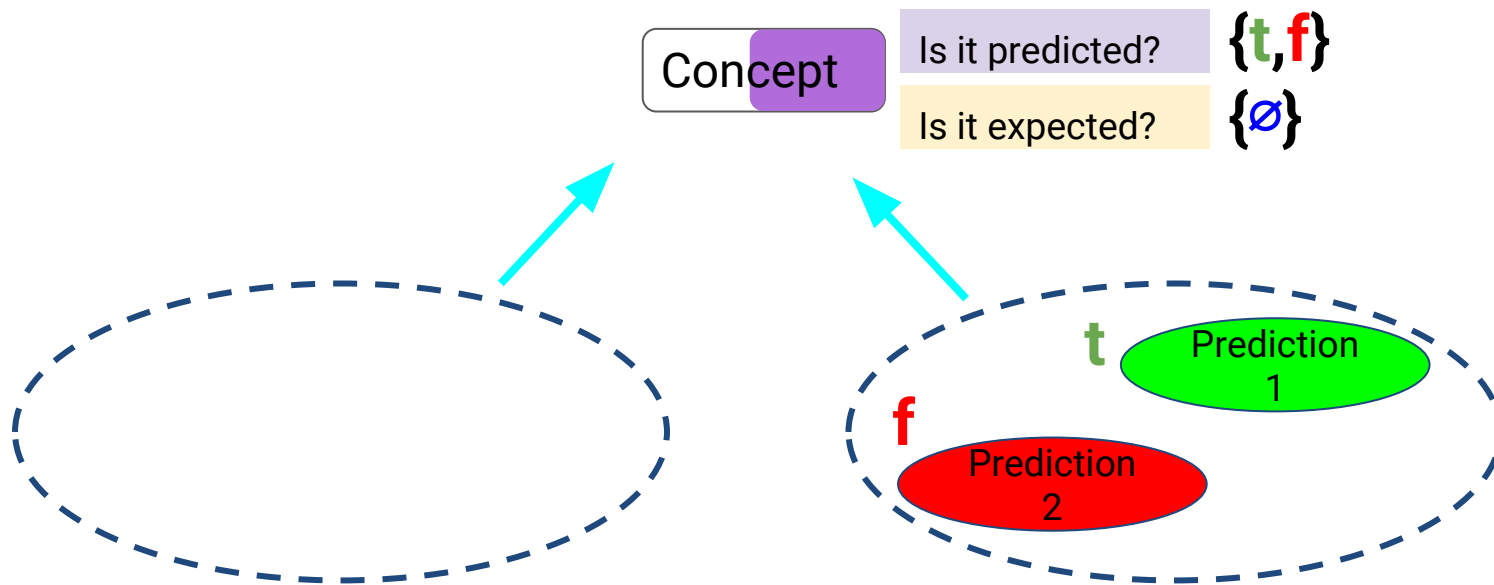 Concept
Is it predicted?
{t,f}
Is it expected?
{∅}
t
Prediction
1
f
Prediction
2